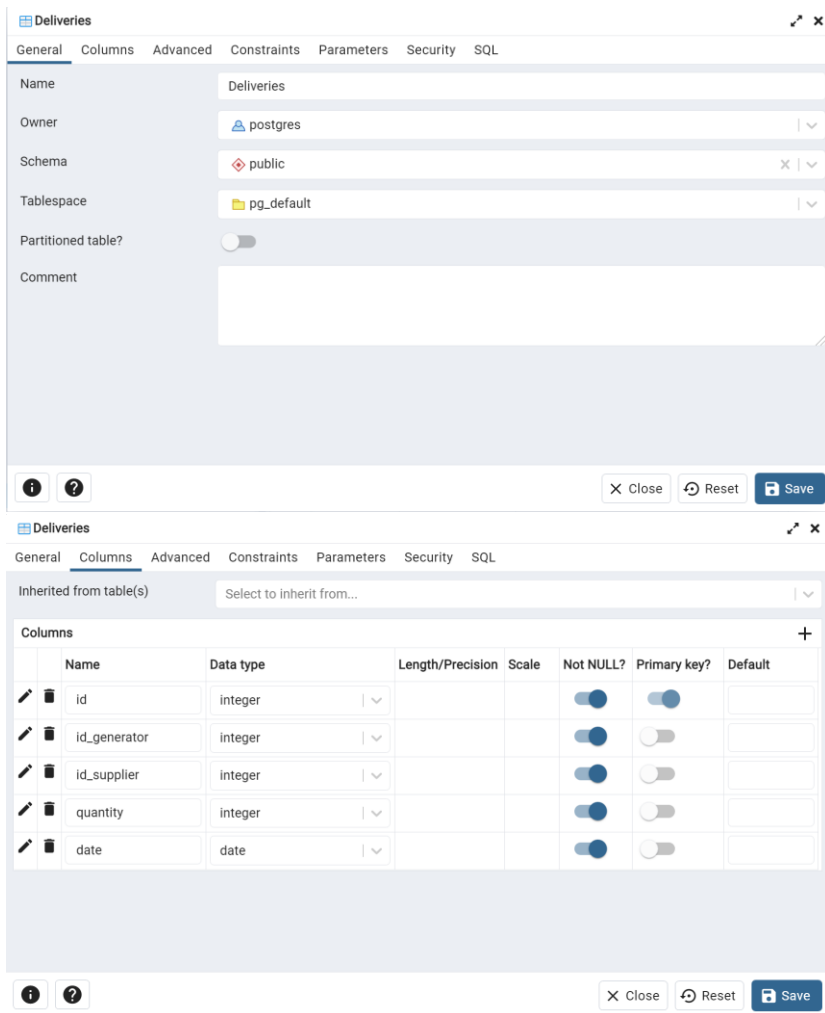 Deliveries
General Columns Advanced Constraints Parameters Security SQL
Name Deliveries
Owner postgres
Schema public
Tablespace pg_default
Partitioned table?
Comment
Close Reset Save
Deliveries
General Columns Advanced Constraints Parameters Security SQL
Inherited from table(s) Select to inherit from...
Columns
Name Data type Length/Precision Scale Not NULL? Primary key? Default
id integer
id_generator integer
id_supplier integer
quantity integer
date date
Close Reset Save